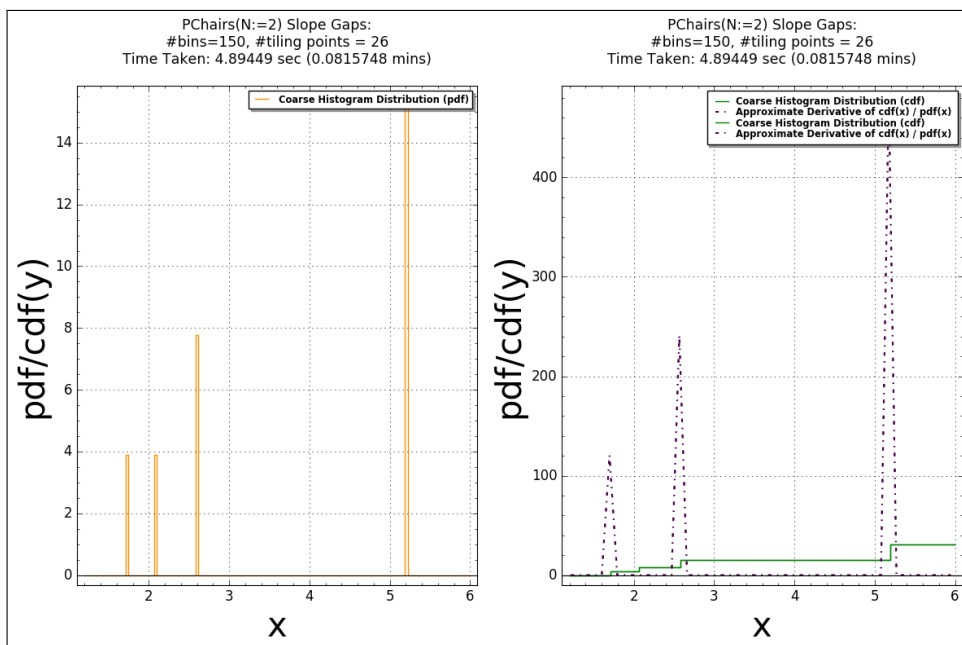 PChairs(N:=2) Slope Gaps:
#bins=150, #tiling points = 26
Time Taken: 4.89449 sec (0.0815748 mins)
Coarse Histogram Distribution (pdf)
14
12
10
8
6
4
2
0
pdf/cdf(y)
2
3
4
5
6
x
PChairs(N:=2) Slope Gaps:
#bins=150, #tiling points = 26
Time Taken: 4.89449 sec (0.0815748 mins)
Coarse Histogram Distribution (cdf)
Approximate Derivative of cdf(x) / pdf(x)
Coarse Histogram Distribution (cdf)
Approximate Derivative of cdf(x) / pdf(x)
400
300
200
100
0
pdf/cdf(y)
2
3
4
5
6
x